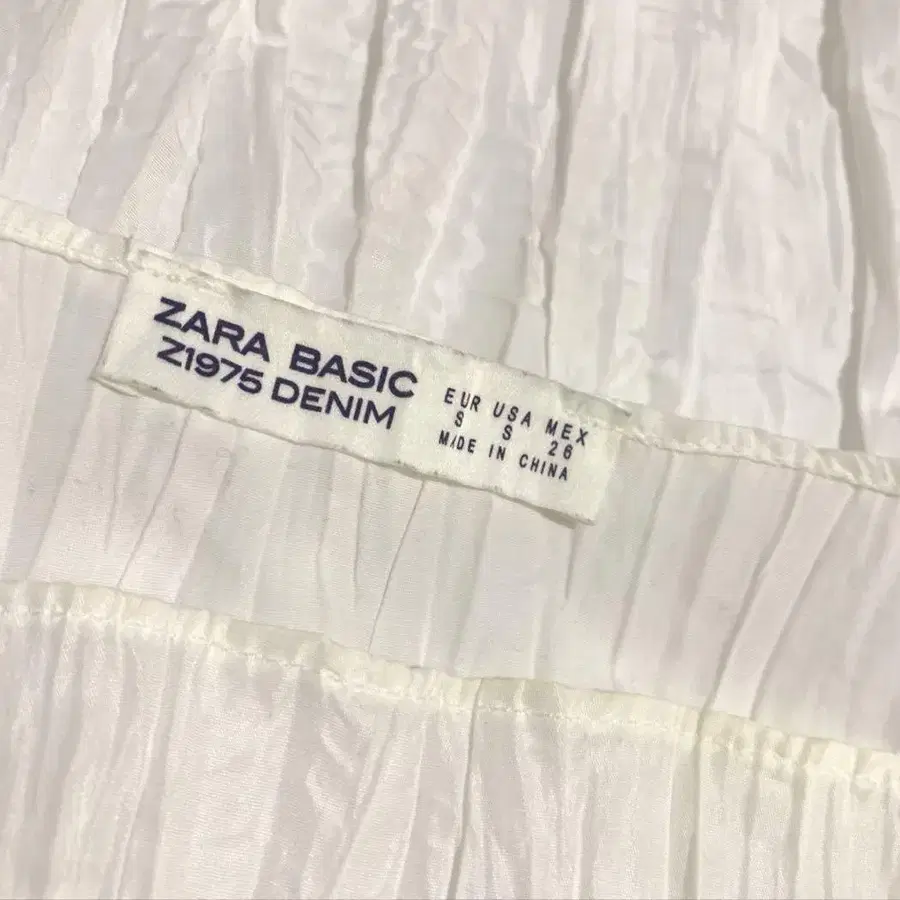 ZARA BASIC
Z1975 DENIM
EUR USA MEX
S S 26
MADE IN CHINA